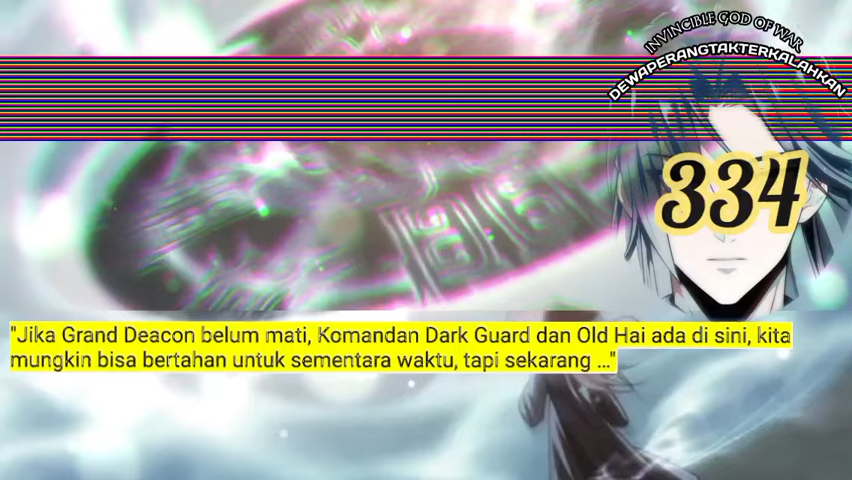 INVINCIBLE GOD OF WAR
DEWAPERANGTAKTERKALAHKAN
334
"Jika Grand Deacon belum mati, Komandan Dark Guard dan Old Hai ada di sini, kita
mungkin bisa bertahan untuk sementara waktu, tapi sekarang ..."